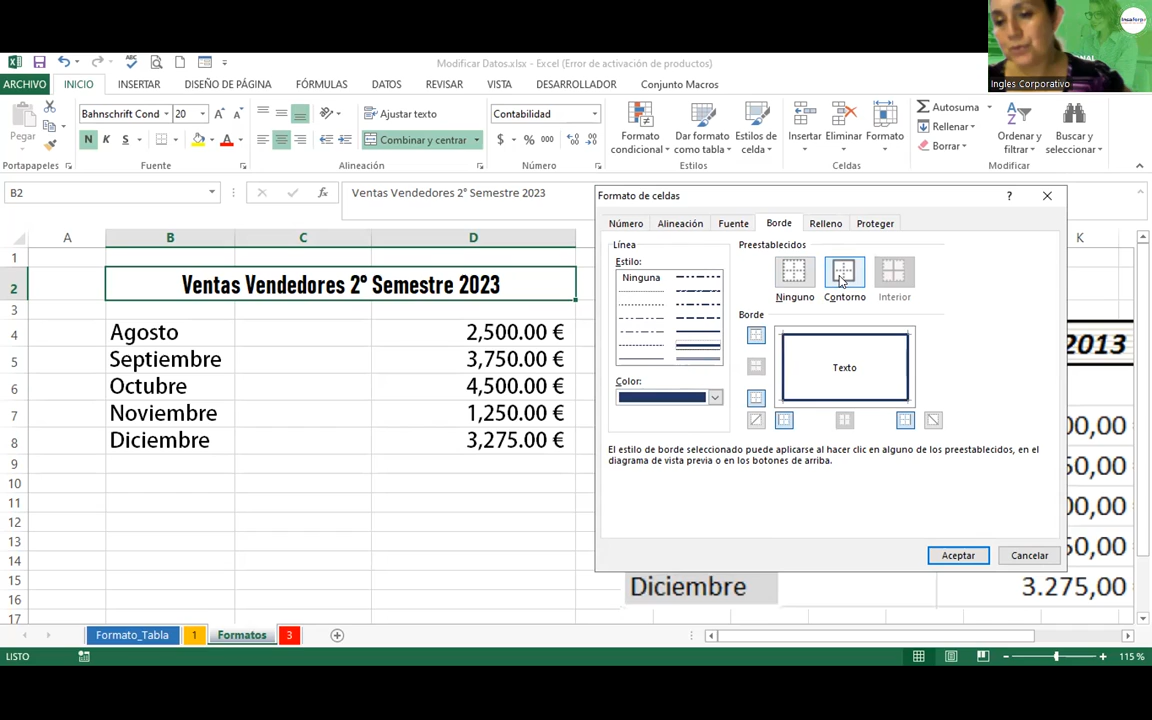 Inglés Corporativo
Modificar Datos.xlsx - Excel (Error de activación de productos)
ARCHIVO INICIO INSERTAR DISEÑO DE PÁGINA FÓRMULAS DATOS REVISAR VISTA DESARROLLADOR Conjunto Macros
Pegar
Bahnschrift Cond 20
N K S
Ajustar texto
Combinar y centrar
Contabilidad
$ % 000
Formato condicional
Dar formato como tabla
Estilos de celda
Insertar Eliminar Formato
Autosuma
Rellenar
Borrar
Ordenar y filtrar
Buscar y seleccionar
Portapapeles Fuente Alineación Número Estilos Celdas Modificar
B2 fx Ventas Vendedores 2° Semestre 2023
A B C D K
1
2 Ventas Vendedores 2° Semestre 2023
3
4 Agosto 2,500.00 €
5 Septiembre 3,750.00 €
6 Octubre 4,500.00 €
7 Noviembre 1,250.00 €
8 Diciembre 3,275.00 €
9
10
11
12
13
14
15
16
17
Formato de celdas
? ×
Número Alineación Fuente Borde Relleno Proteger
Línea
Estilo:
Ninguna
Color:
Preestablecidos
Ninguno Contorno Interior
Borde
Texto
El estilo de borde seleccionado puede aplicarse al hacer clic en alguno de los preestablecidos, en el
diagrama de vista previa o en los botones de arriba.
Aceptar Cancelar
2013
00,00
50,00
00,00
50,00
Diciembre 3.275,00
Formato_Tabla 1 Formatos 3
LISTO 115 %